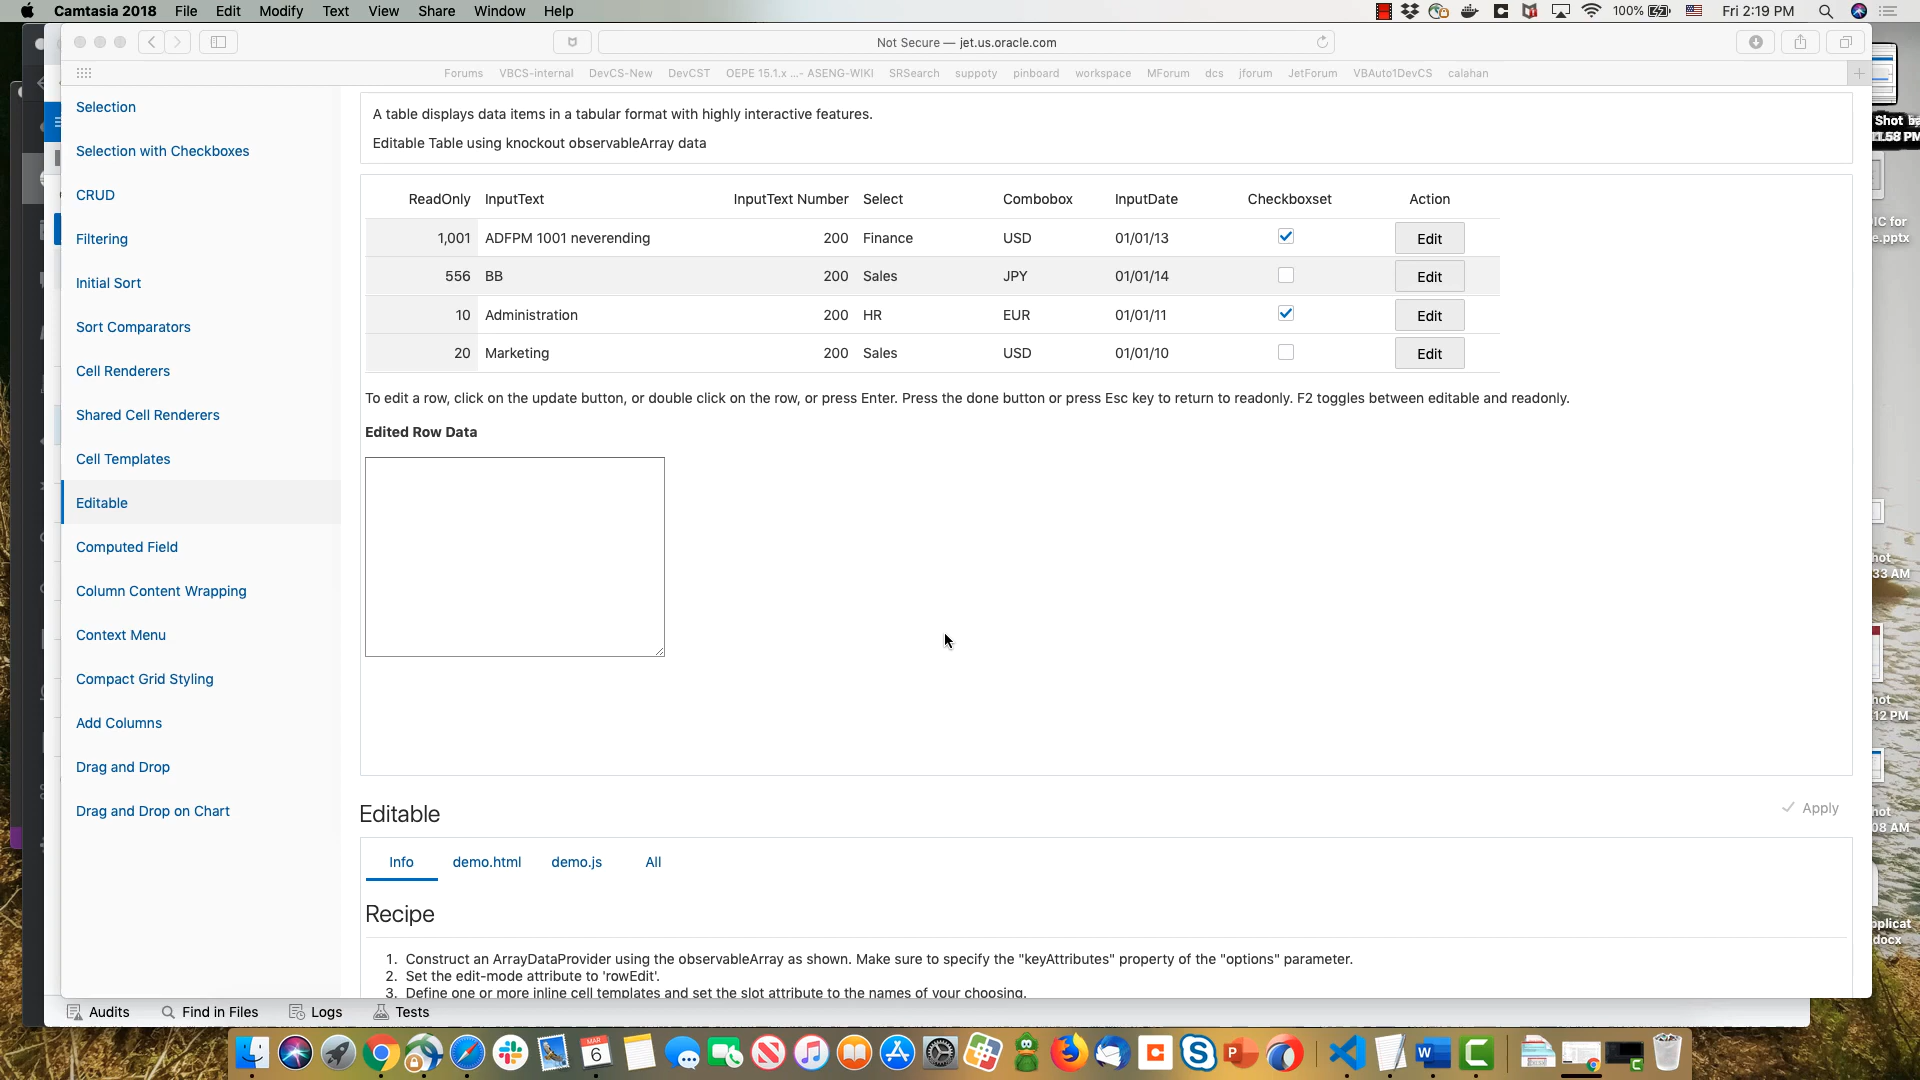 Camtasia 2018 File Edit Modify Text View Share Window Help 100% Fri 2:19 PM
Not Secure — jet.us.oracle.com
Forums VBCS-internal DevCS-New DevCST OEPE 15.1.x ...- ASENG-WIKI SRSearch suppoty pinboard workspace MForum dcs jforum JetForum VBAuto1DevCS calahan
Selection
Selection with Checkboxes
CRUD
Filtering
Initial Sort
Sort Comparators
Cell Renderers
Shared Cell Renderers
Cell Templates
Editable
Computed Field
Column Content Wrapping
Context Menu
Compact Grid Styling
Add Columns
Drag and Drop
Drag and Drop on Chart
A table displays data items in a tabular format with highly interactive features.
Editable Table using knockout observableArray data
ReadOnly InputText InputText Number Select Combobox InputDate Checkboxset Action
1,001 ADFPM 1001 neverending 200 Finance USD 01/01/13 Edit
556 BB 200 Sales JPY 01/01/14 Edit
10 Administration 200 HR EUR 01/01/11 Edit
20 Marketing 200 Sales USD 01/01/10 Edit
To edit a row, click on the update button, or double click on the row, or press Enter. Press the done button or press Esc key to return to readonly. F2 toggles between editable and readonly.
Edited Row Data
Editable
Apply
Info demo.html demo.js All
Recipe
1. Construct an ArrayDataProvider using the observableArray as shown. Make sure to specify the "keyAttributes" property of the "options" parameter.
2. Set the edit-mode attribute to 'rowEdit'.
3. Define one or more inline cell templates and set the slot attribute to the names of your choosing.
Audits Find in Files Logs Tests
Shot
PM
e.pptx
33 AM
12 PM
08 AM
docx
MAR
6